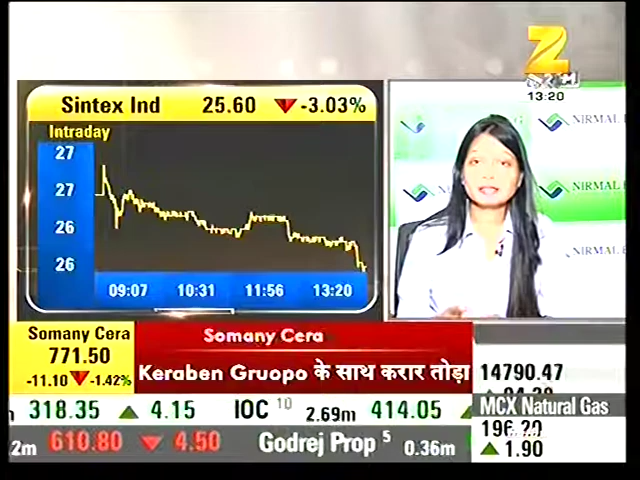 Z
13:20
Sintex Ind 25.60 -3.03%
Intraday
27
27
26
26
09:07 10:31 11:56 13:20
NIRMAL
NIRMAL
NIRMAL
Somany Cera
771.50
-11.10 -1.42%
Somany Cera
Keraben Gruopo के साथ करार तोड़ा
14790.47
318.35 4.15 IOC 10 2.69m 414.05
MCX Natural Gas
1.90
2m 610.80 4.50 Godrej Prop 5 0.36m